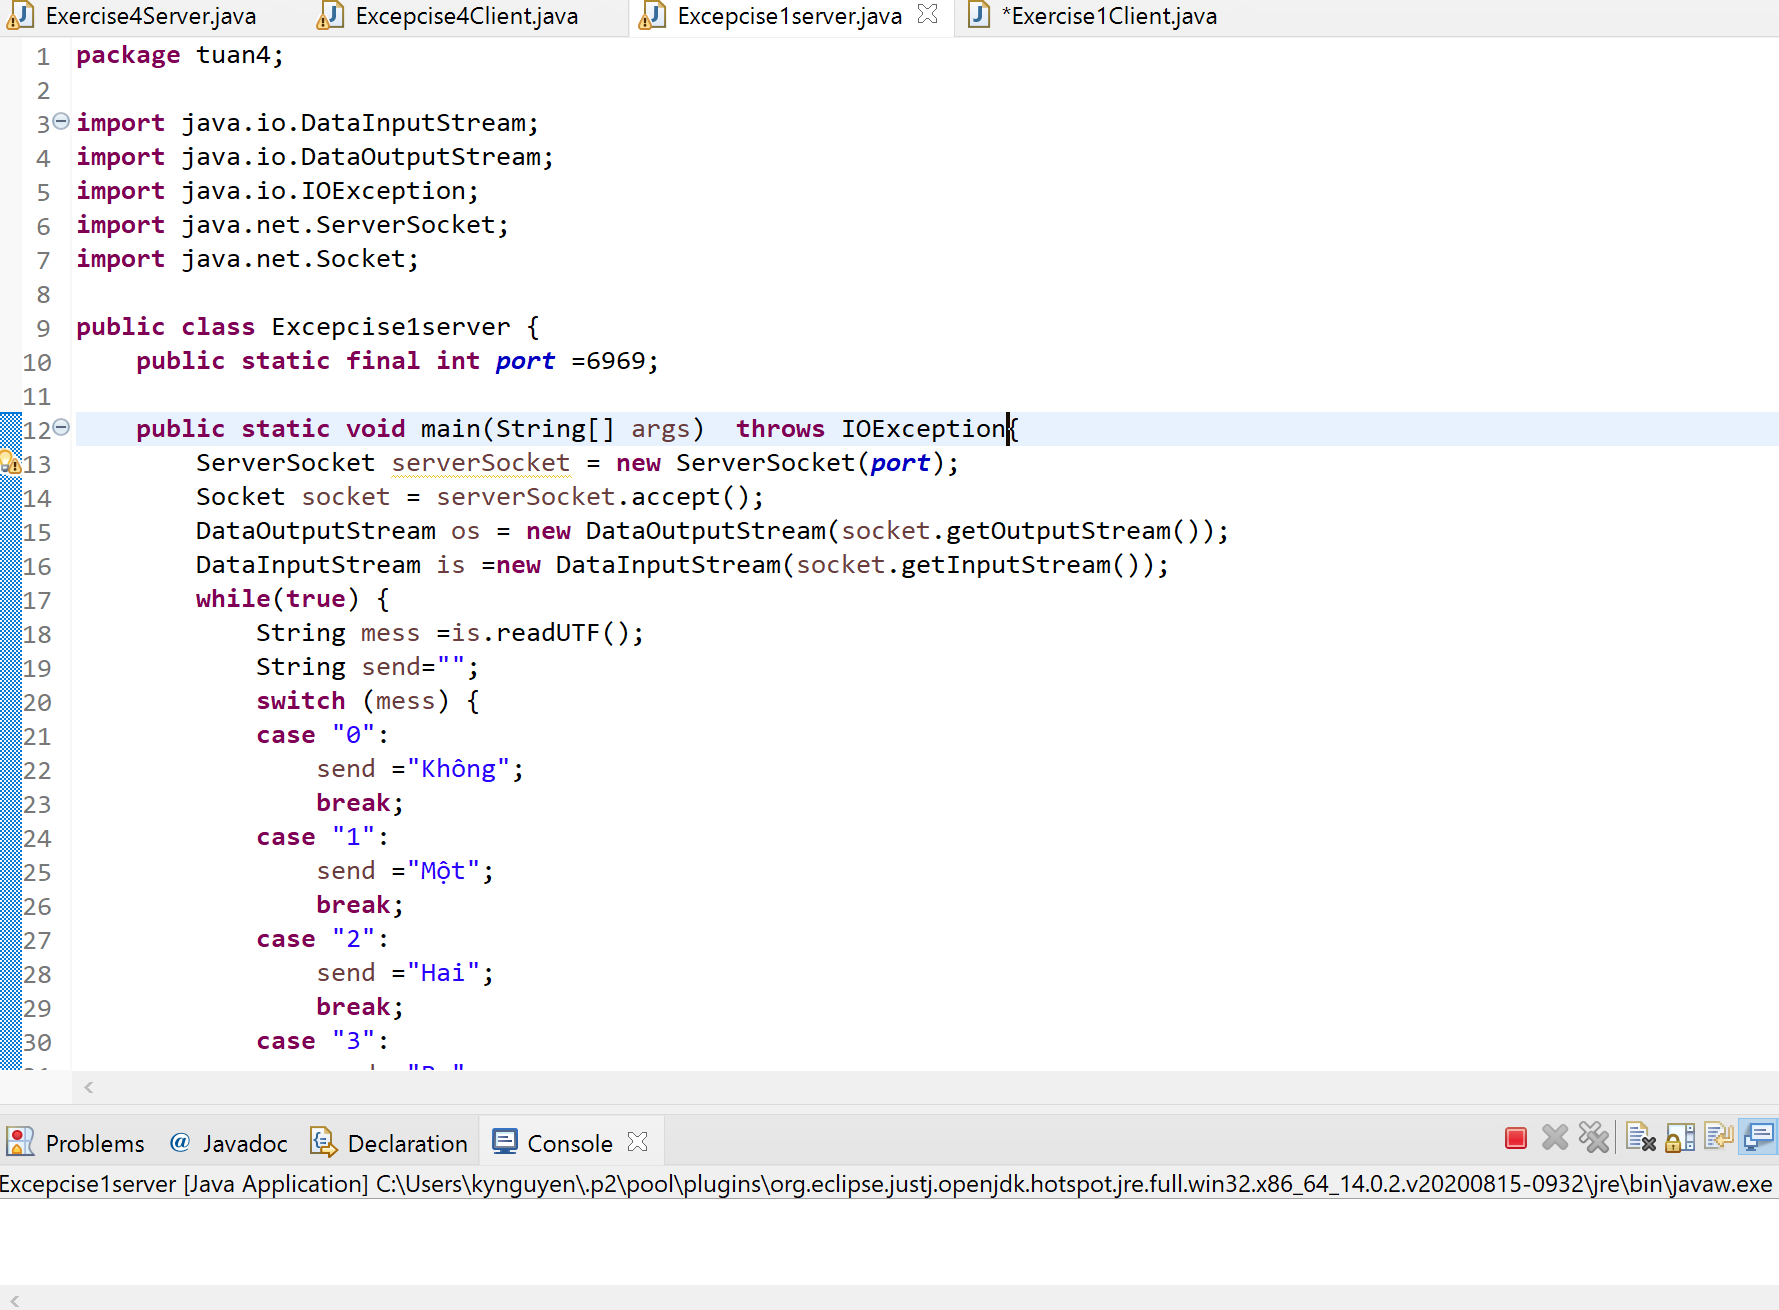 Exercise4Server.java Excepcise4Client.java Excepcise1server.java *Exercise1Client.java
1 package tuan4;
2
3 import java.io.DataInputStream;
4 import java.io.DataOutputStream;
5 import java.io.IOException;
6 import java.net.ServerSocket;
7 import java.net.Socket;
8
9 public class Excepcise1server {
10 public static final int port =6969;
11
12 public static void main(String[] args)  throws IOException{
13 ServerSocket serverSocket = new ServerSocket(port);
14 Socket socket = serverSocket.accept();
15 DataOutputStream os = new DataOutputStream(socket.getOutputStream());
16 DataInputStream is =new DataInputStream(socket.getInputStream());
17 while(true) {
18 String mess =is.readUTF();
19 String send="";
20 switch (mess) {
21 case "0":
22 send ="Không";
23 break;
24 case "1":
25 send ="Một";
26 break;
27 case "2":
28 send ="Hai";
29 break;
30 case "3":
Problems @ Javadoc Declaration Console
Excepcise1server [Java Application] C:\Users\kynguyen\.p2\pool\plugins\org.eclipse.justj.openjdk.hotspot.jre.full.win32.x86_64_14.0.2.v20200815-0932\jre\bin\javaw.exe